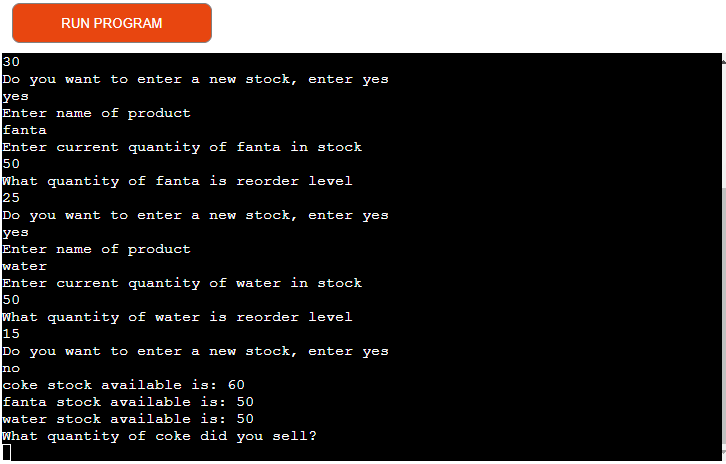 RUN PROGRAM
30
Do you want to enter a new stock, enter yes
yes
Enter name of product
fanta
Enter current quantity of fanta in stock
50
What quantity of fanta is reorder level
25
Do you want to enter a new stock, enter yes
yes
Enter name of product
water
Enter current quantity of water in stock
50
What quantity of water is reorder level
15
Do you want to enter a new stock, enter yes
no
coke stock available is: 60
fanta stock available is: 50
water stock available is: 50
What quantity of coke did you sell?